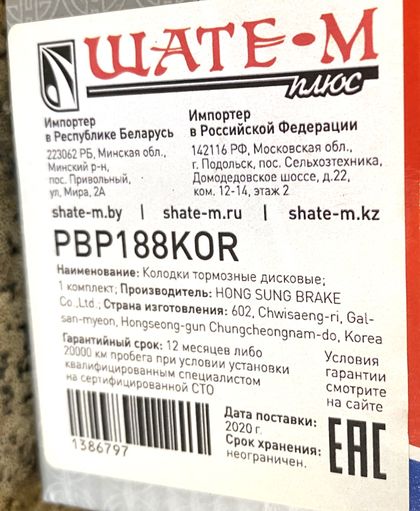 ШАТЕ-М
ПЛЮС
Импортер
в Республике Беларусь
223062 РБ, Минская обл.,
Минский р-н,
пос. Привольный,
ул. Мира, 2А
Импортер
в Российской Федерации
142116 РФ, Московская обл.,
г. Подольск, пос. Сельхозтехника,
Домодедовское шоссе, д.22,
ком. 12-14, этаж 2
shate-m.by | shate-m.ru | shate-m.kz
PBP188KOR
Наименование: Колодки тормозные дисковые;
1 комплект; Производитель: HONG SUNG BRAKE
Co.,Ltd.; Страна изготовления: 602, Chwisaeng-ri, Gal-
san-myeon, Hongseong-gun Chungcheongnam-do, Korea
Гарантийный срок: 12 месяцев либо
20000 км пробега при условии установки
квалифицированным специалистом
на сертифицированной СТО
Условия
гарантии
смотрите
на сайте
1386797
Дата поставки:
2020 г.
Срок хранения:
неограничен.
EAC